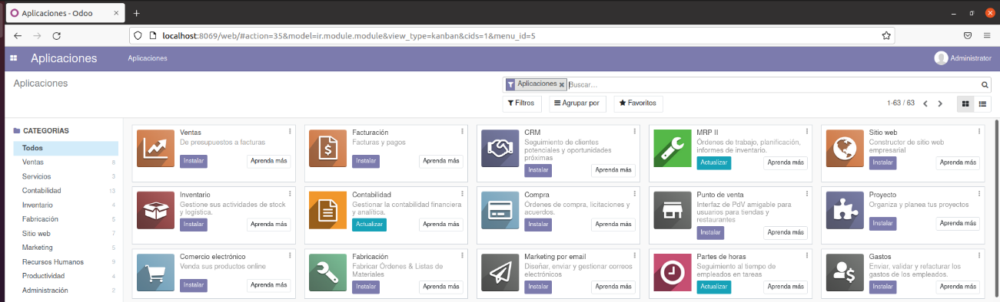 Aplicaciones - Odoo
localhost:8069/web/#action=35&model=ir.module.module&view_type=kanban&cids=1&menu_id=5
Aplicaciones Aplicaciones Administrator
Aplicaciones
Aplicaciones Buscar...
Filtros Agrupar por Favoritos 1-63 / 63
CATEGORÍAS
Todos
Ventas 8
Servicios 3
Contabilidad 13
Inventario 4
Fabricación 5
Sitio web 7
Marketing 5
Recursos Humanos 9
Productividad 4
Administración 2
Ventas
De presupuestos a facturas
Instalar Aprenda más
Facturación
Facturas y pagos
Instalar Aprenda más
CRM
Seguimiento de clientes
potenciales y oportunidades
próximas
Instalar Aprenda más
MRP II
Órdenes de trabajo, planificación,
informes de inventario.
Actualizar Aprenda más
Sitio web
Constructor de sitio web
empresarial
Instalar Aprenda más
Inventario
Gestione sus actividades de stock
y logística.
Instalar Aprenda más
Contabilidad
Gestionar la contabilidad financiera
y analítica.
Actualizar Aprenda más
Compra
Órdenes de compra, licitaciones y
acuerdos.
Instalar Aprenda más
Punto de venta
Interfaz de PdV amigable para
usuarios para tiendas y
restaurantes
Instalar Aprenda más
Proyecto
Organiza y planea tus proyectos
Instalar Aprenda más
Comercio electrónico
Venda sus productos online
Instalar Aprenda más
Fabricación
Fabricar Órdenes & Listas de
Materiales
Instalar Aprenda más
Marketing por email
Diseñar, enviar y gestionar correos
electrónicos
Instalar Aprenda más
Partes de horas
Seguimiento al tiempo de
empleados en tareas
Actualizar Aprenda más
Gastos
Enviar, validar y refacturar los
gastos de los empleados.
Instalar Aprenda más